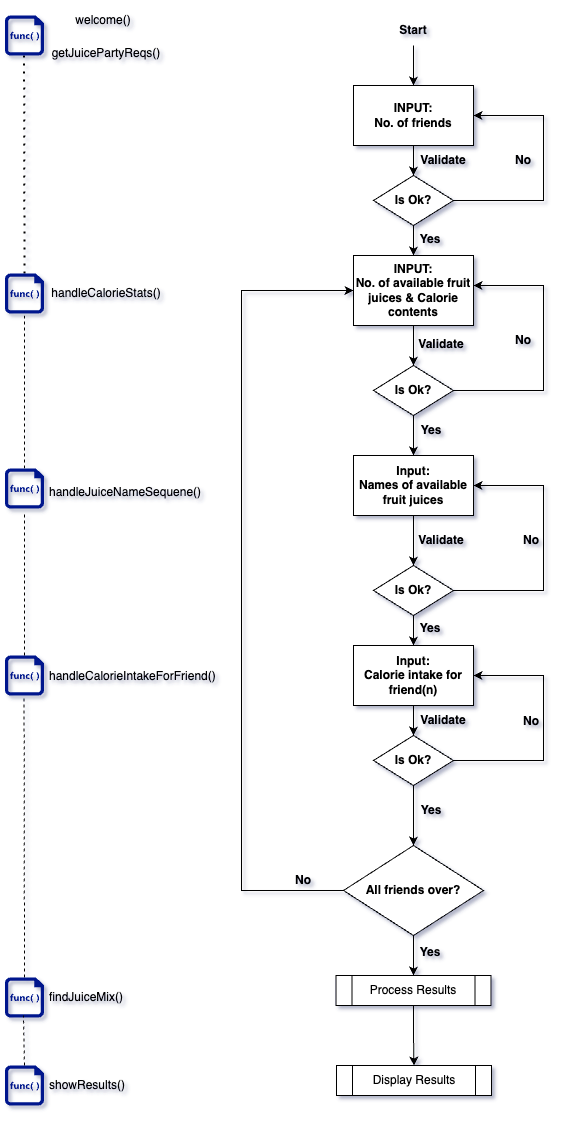 welcome()
func( )
getJuicePartyReqs()
Start
INPUT:
No. of friends
Validate
No
Is Ok?
Yes
func( )
handleCalorieStats()
INPUT:
No. of available fruit
juices & Calorie
contents
Validate
No
Is Ok?
Yes
func( )
handleJuiceNameSequene()
Input:
Names of available
fruit juices
Validate
No
Is Ok?
Yes
func( )
handleCalorieIntakeForFriend()
Input:
Calorie intake for
friend(n)
Validate
No
Is Ok?
Yes
No
All friends over?
Yes
func( )
findJuiceMix()
Process Results
func( )
showResults()
Display Results